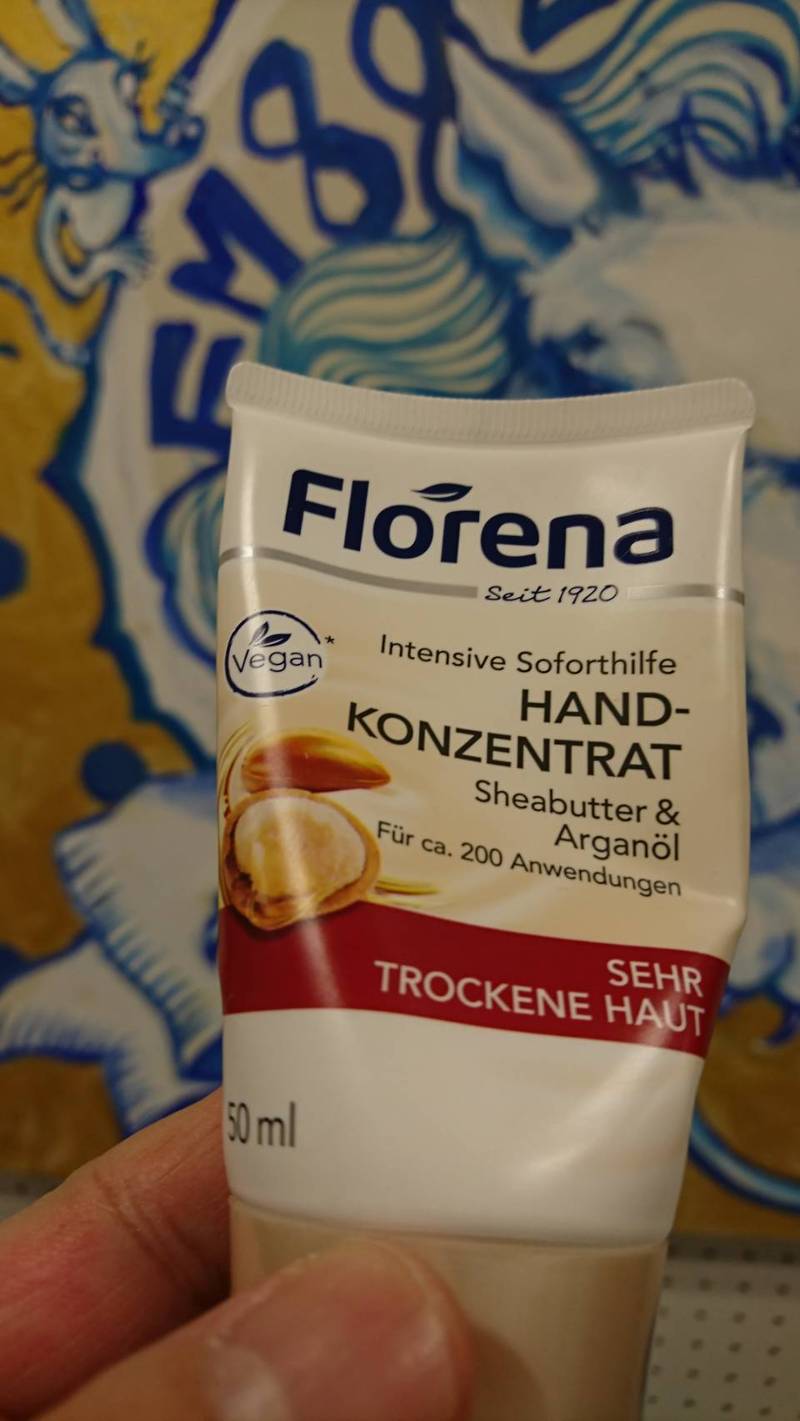 EM8
Florena
Seit 1920
Vegan*
Intensive Soforthilfe
HAND-
KONZENTRAT
Sheabutter &
Arganöl
Für ca. 200 Anwendungen
SEHR
TROCKENE HAUT
50 ml